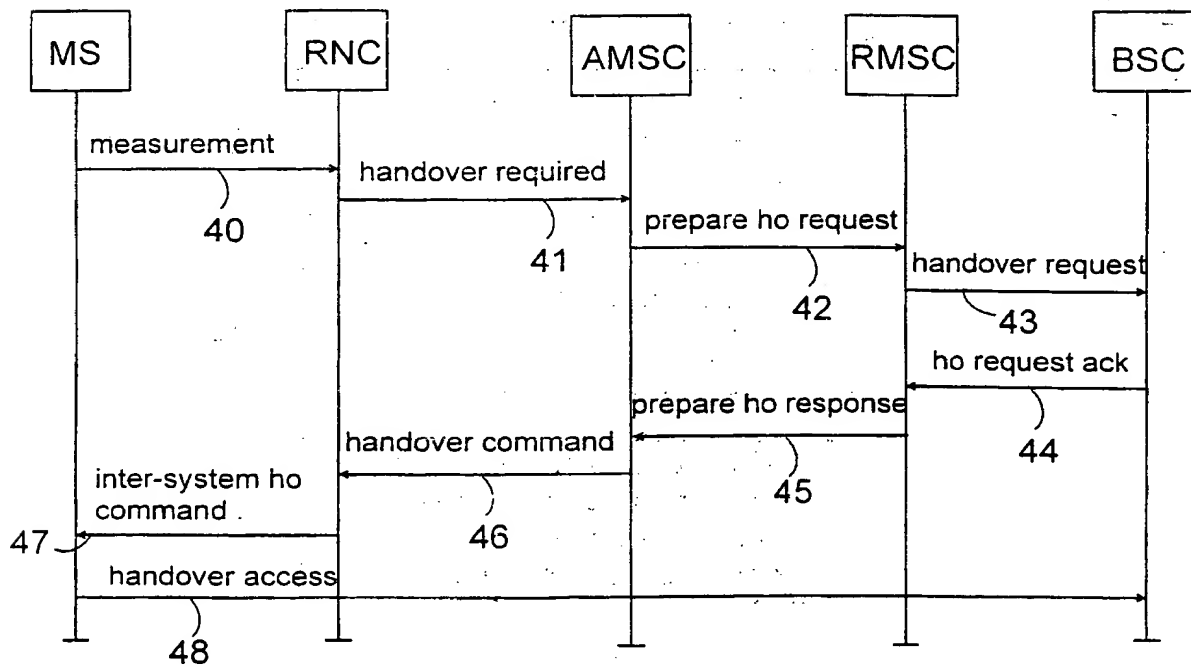 MS
RNC
AMSC
RMSC
BSC
measurement
40
handover required
41
prepare ho request
42
handover request
43
ho request ack
44
prepare ho response
45
handover command
46
inter-system ho
command
47
handover access
48